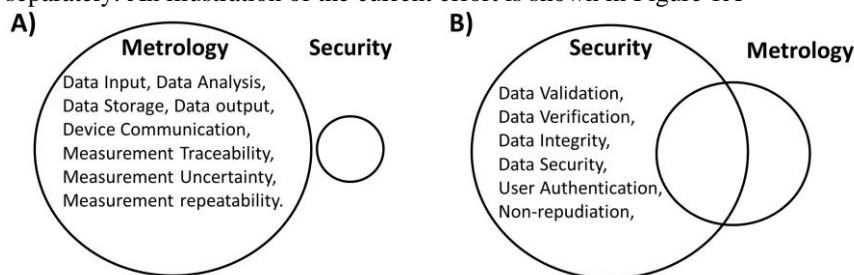 separately. An illustration of the current effort is shown in Figure 1.A
A)
Metrology
Security
Data Input, Data Analysis,
Data Storage, Data output,
Device Communication,
Measurement Traceability,
Measurement Uncertainty,
Measurement repeatability.
B)
Security
Metrology
Data Validation,
Data Verification,
Data Integrity,
Data Security,
User Authentication,
Non-repudiation,